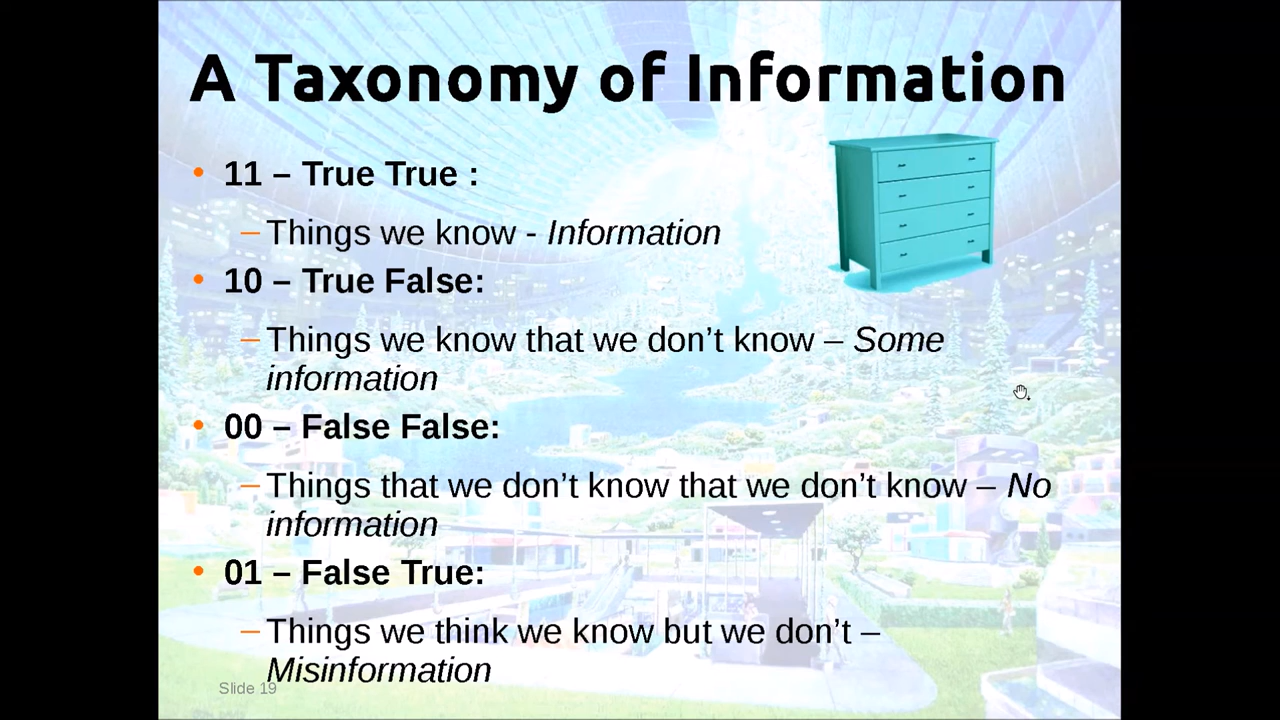 A Taxonomy of Information
• 11 – True True :
– Things we know - Information
• 10 – True False:
– Things we know that we don’t know – Some
information
• 00 – False False:
– Things that we don’t know that we don’t know – No
information
• 01 – False True:
– Things we think we know but we don’t –
Misinformation
Slide 19